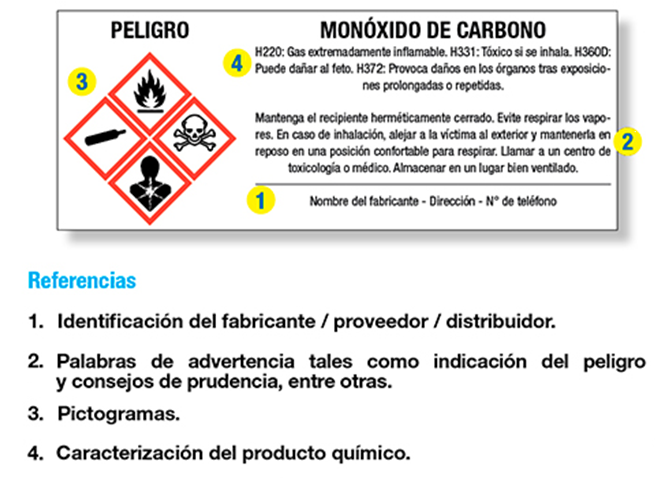 PELIGRO
MONÓXIDO DE CARBONO
3
4
H220: Gas extremadamente inflamable. H331: Tóxico si se inhala. H360D:
Puede dañar al feto. H372: Provoca daños en los órganos tras exposicio-
nes prolongadas o repetidas.
Mantenga el recipiente herméticamente cerrado. Evite respirar los vapo-
res. En caso de inhalación, alejar a la víctima al exterior y mantenerla en
reposo en una posición confortable para respirar. Llamar a un centro de
toxicología o médico. Almacenar en un lugar bien ventilado.
2
1
Nombre del fabricante - Dirección - Nº de teléfono
Referencias
1. Identificación del fabricante / proveedor / distribuidor.
2. Palabras de advertencia tales como indicación del peligro
y consejos de prudencia, entre otras.
3. Pictogramas.
4. Caracterización del producto químico.